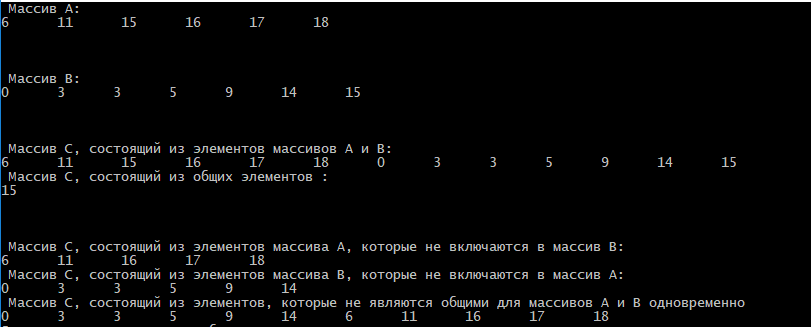 Массив А:
6 11 15 16 17 18
Массив В:
0 3 3 5 9 14 15
Массив С, состоящий из элементов массивов А и В:
6 11 15 16 17 18 0 3 3 5 9 14 15
Массив С, состоящий из общих элементов :
15
Массив С, состоящий из элементов массива А, которые не включаются в массив В:
6 11 16 17 18
Массив С, состоящий из элементов массива В, которые не включаются в массив А:
0 3 3 5 9 14
Массив С, состоящий из элементов, которые не являются общими для массивов А и В одновременно
0 3 3 5 9 14 6 11 16 17 18